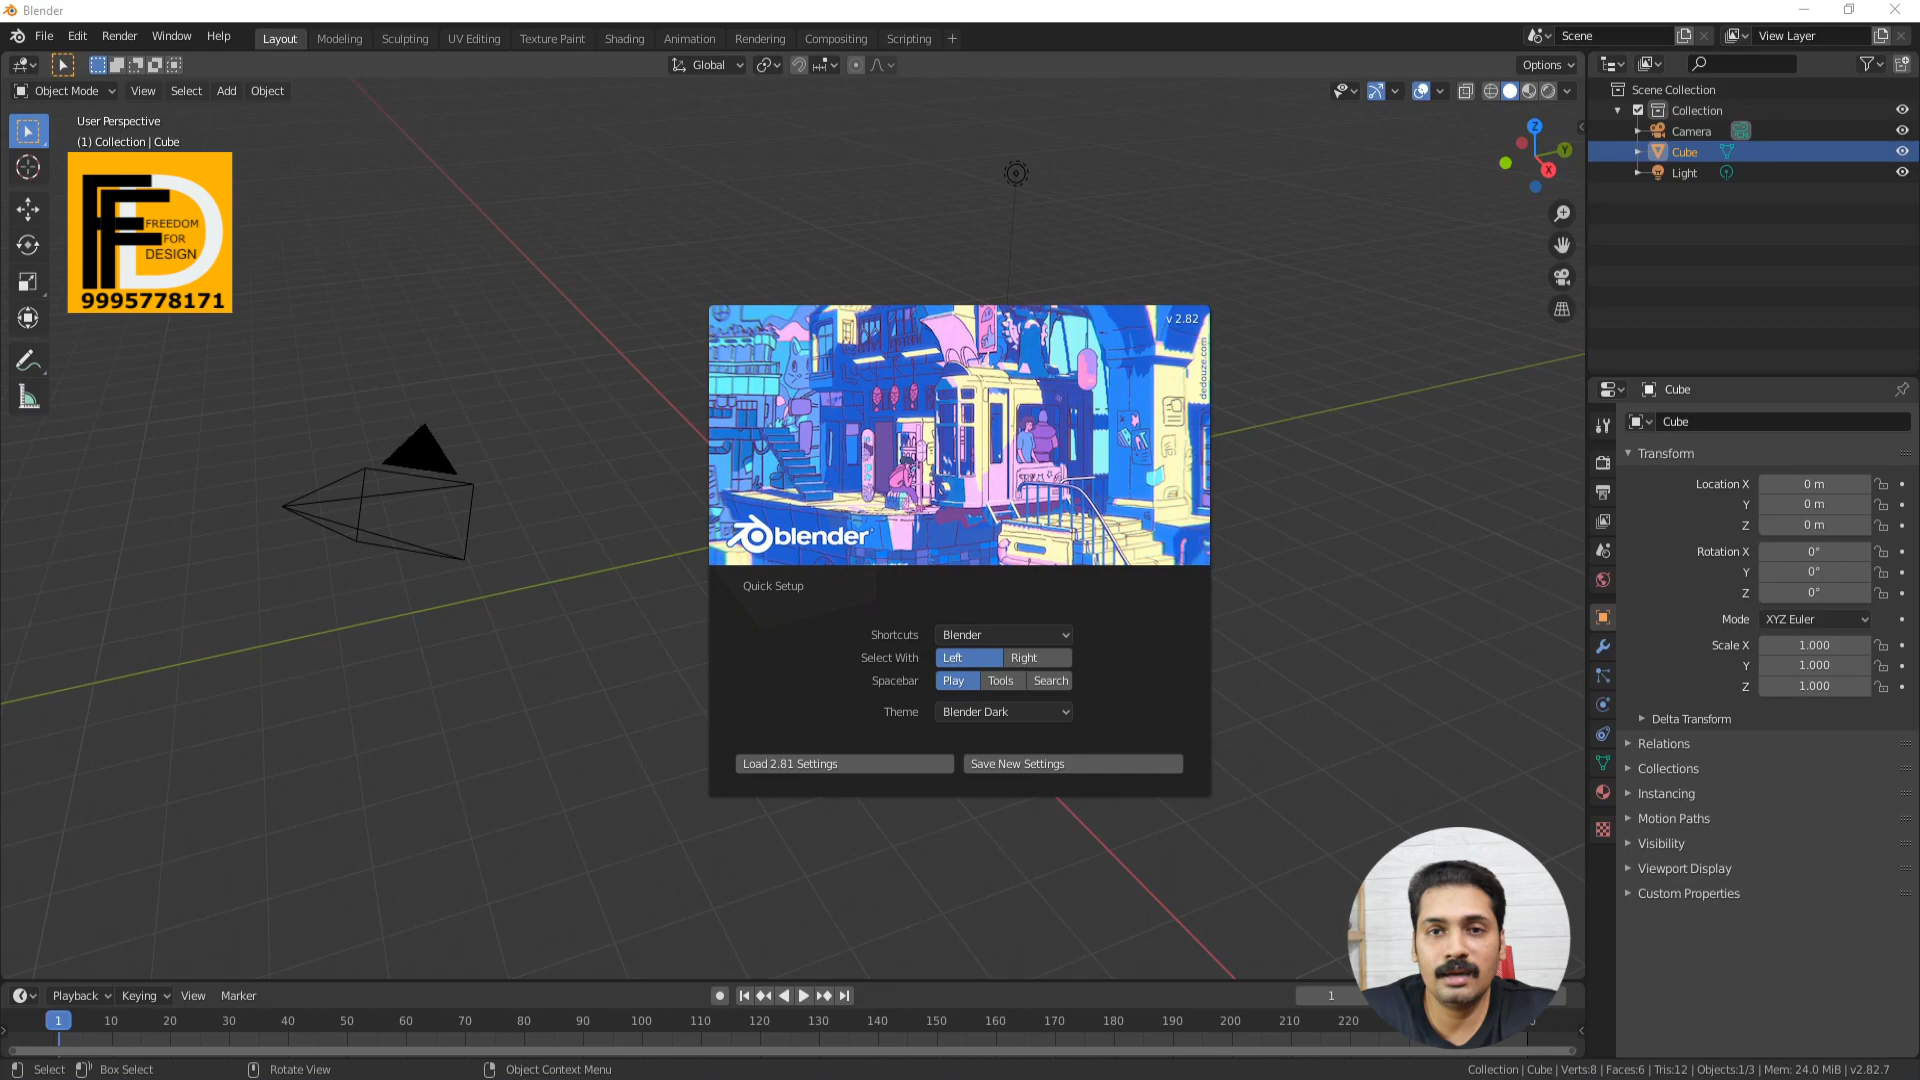 Blender
File Edit Render Window Help
Layout Modeling Sculpting UV Editing Texture Paint Shading Animation Rendering Compositing Scripting +
Scene
View Layer
Global
Options
Object Mode View Select Add Object
User Perspective
(1) Collection | Cube
FREEDOM
FOR
DESIGN
9995778171
Z
Y
X
v 2.82
dedouze.com
blender
Quick Setup
Shortcuts Blender
Select With Left Right
Spacebar Play Tools Search
Theme Blender Dark
Load 2.81 Settings Save New Settings
Scene Collection
Collection
Camera
Cube
Light
Cube
Cube
Transform
Location X 0 m
Y 0 m
Z 0 m
Rotation X 0°
Y 0°
Z 0°
Mode XYZ Euler
Scale X 1.000
Y 1.000
Z 1.000
Delta Transform
Relations
Collections
Instancing
Motion Paths
Visibility
Viewport Display
Custom Properties
Playback Keying View Marker
1
1 10 20 30 40 50 60 70 80 90 100 110 120 130 140 150 160 170 180 190 200 210 220
Select Box Select Rotate View Object Context Menu
Collection | Cube | Verts:8 | Faces:6 | Tris:12 | Objects:1/3 | Mem: 24.0 MiB | v2.82.7